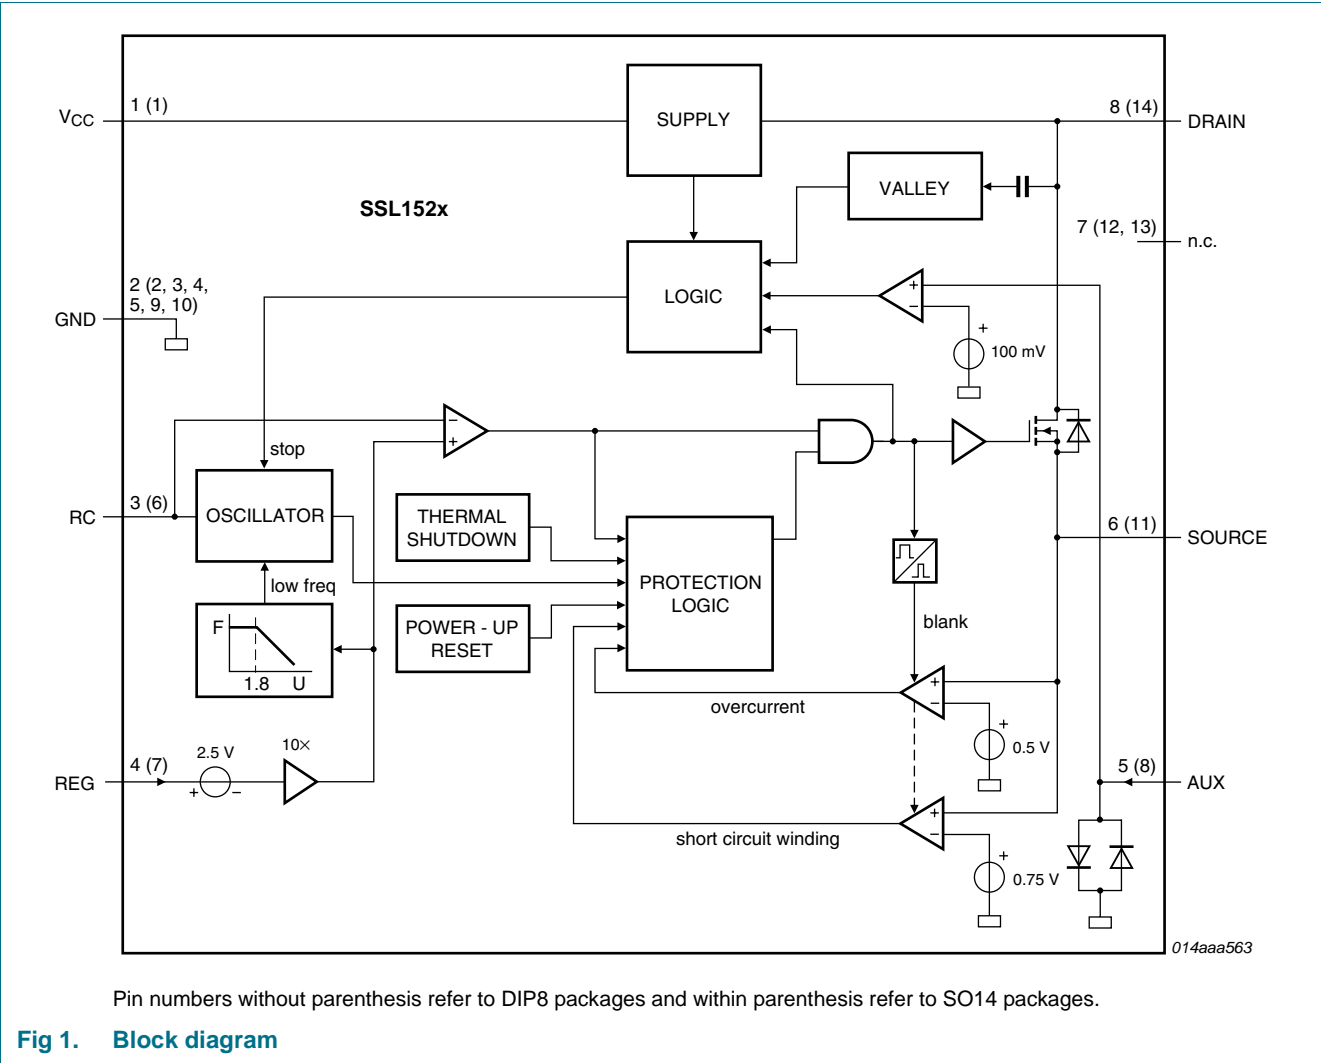 1 (1)
VCC
SUPPLY
8 (14)
DRAIN
VALLEY
SSL152x
7 (12, 13)
n.c.
2 (2, 3, 4,
5, 9, 10)
GND
LOGIC
+
−
+
100 mV
stop
−
+
3 (6)
RC
OSCILLATOR
THERMAL
SHUTDOWN
6 (11)
SOURCE
low freq
PROTECTION
LOGIC
F
1.8
U
POWER - UP
RESET
blank
overcurrent
+
−
+
0.5 V
4 (7)
REG
2.5 V
+
−
10×
5 (8)
AUX
short circuit winding
+
−
+
0.75 V
014aaa563
Pin numbers without parenthesis refer to DIP8 packages and within parenthesis refer to SO14 packages.
Fig 1. Block diagram